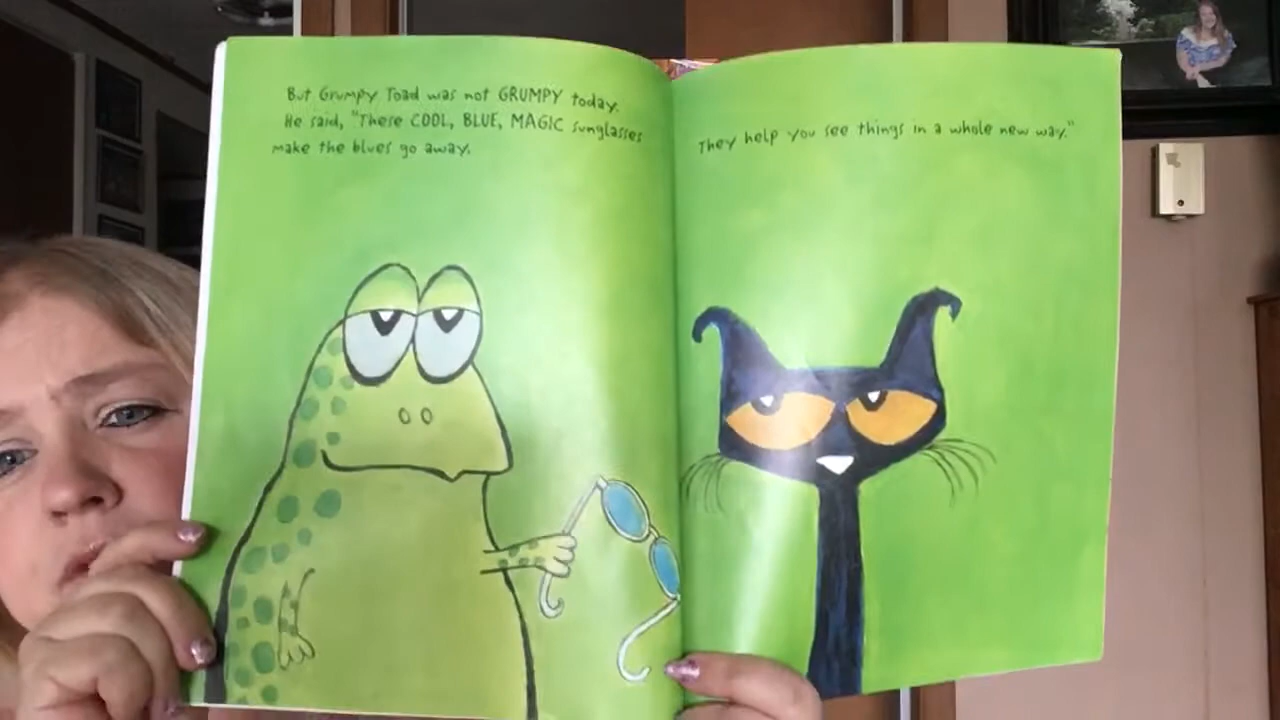 But Grumpy Toad was not GRUMPY today.
He said, "These COOL, BLUE, MAGIC sunglasses
make the blues go away.
They help you see things in a whole new way."